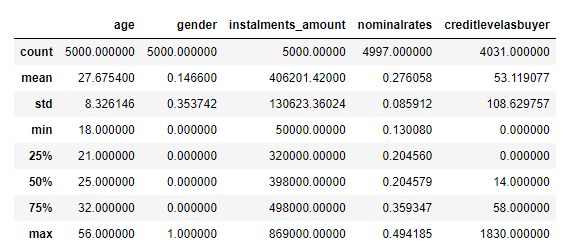 age gender instalments_amount nominalrates creditlevelasbuyer
count 5000.000000 5000.000000 5000.00000 4997.000000 4031.000000
mean 27.675400 0.146600 406201.42000 0.276058 53.119077
std 8.326146 0.353742 130623.36024 0.085912 108.629757
min 18.000000 0.000000 50000.00000 0.130080 0.000000
25% 21.000000 0.000000 320000.00000 0.204560 0.000000
50% 25.000000 0.000000 398000.00000 0.204579 14.000000
75% 32.000000 0.000000 498000.00000 0.359347 58.000000
max 56.000000 1.000000 869000.00000 0.494185 1830.000000